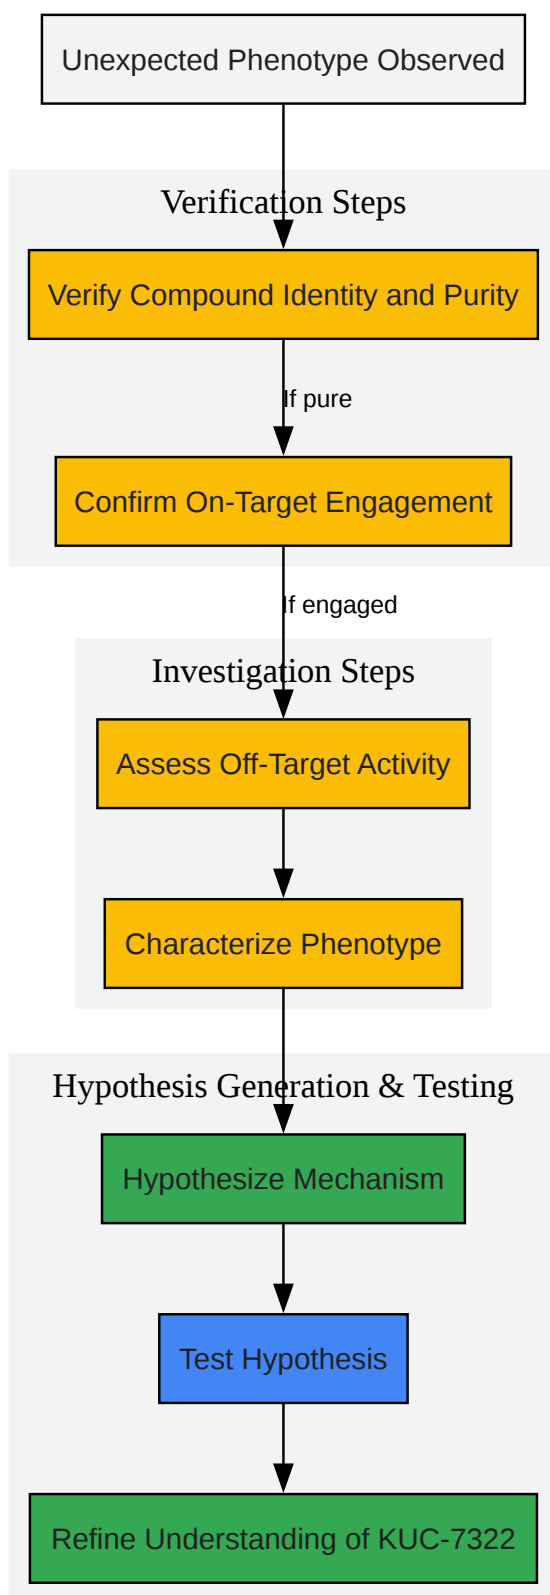 Unexpected Phenotype Observed
Verification Steps
Verify Compound Identity and Purity
If pure
Confirm On-Target Engagement
If engaged
Investigation Steps
Assess Off-Target Activity
Characterize Phenotype
Hypothesis Generation & Testing
Hypothesize Mechanism
Test Hypothesis
Refine Understanding of KUC-7322